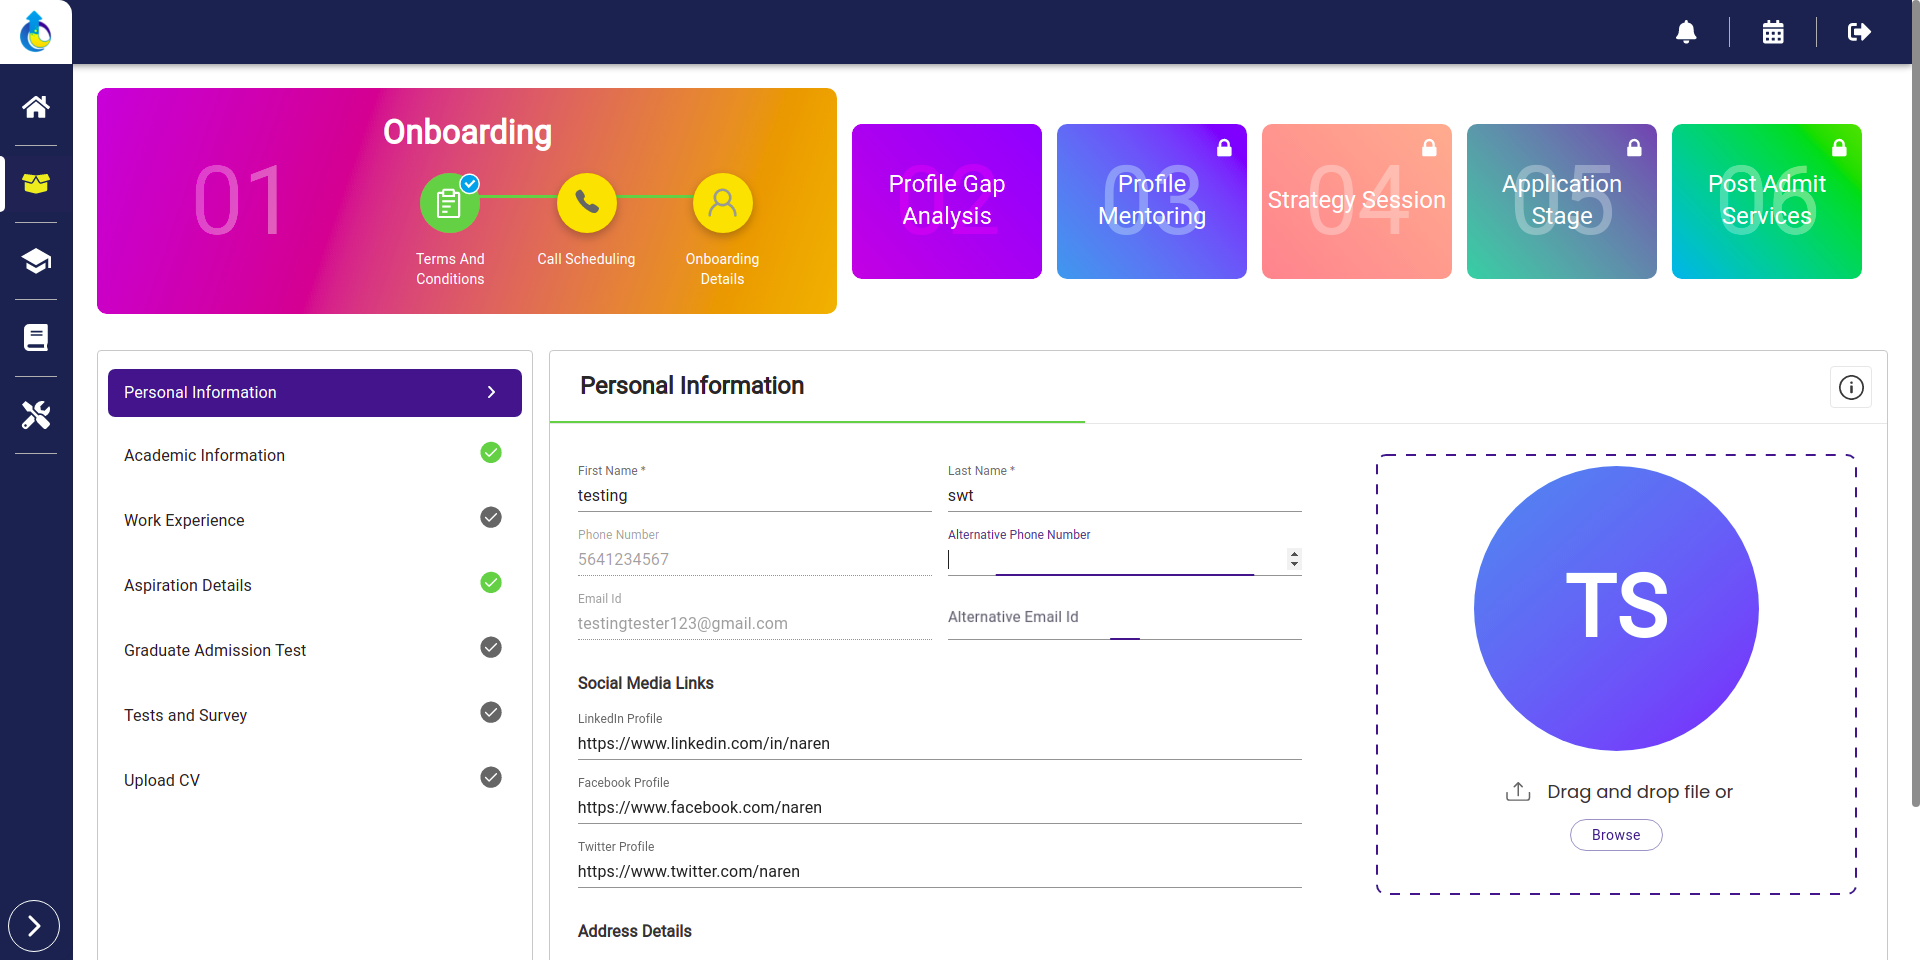 01
Onboarding
Terms And
Conditions
Call Scheduling
Onboarding
Details
02
Profile Gap
Analysis
03
Profile
Mentoring
04
Strategy Session
05
Application
Stage
06
Post Admit
Services
Personal Information
Academic Information
Work Experience
Aspiration Details
Graduate Admission Test
Tests and Survey
Upload CV
Personal Information
First Name *
testing
Last Name *
swt
Phone Number
5641234567
Alternative Phone Number
Email Id
testingtester123@gmail.com
Alternative Email Id
Social Media Links
LinkedIn Profile
https://www.linkedin.com/in/naren
Facebook Profile
https://www.facebook.com/naren
Twitter Profile
https://www.twitter.com/naren
Address Details
TS
Drag and drop file or
Browse